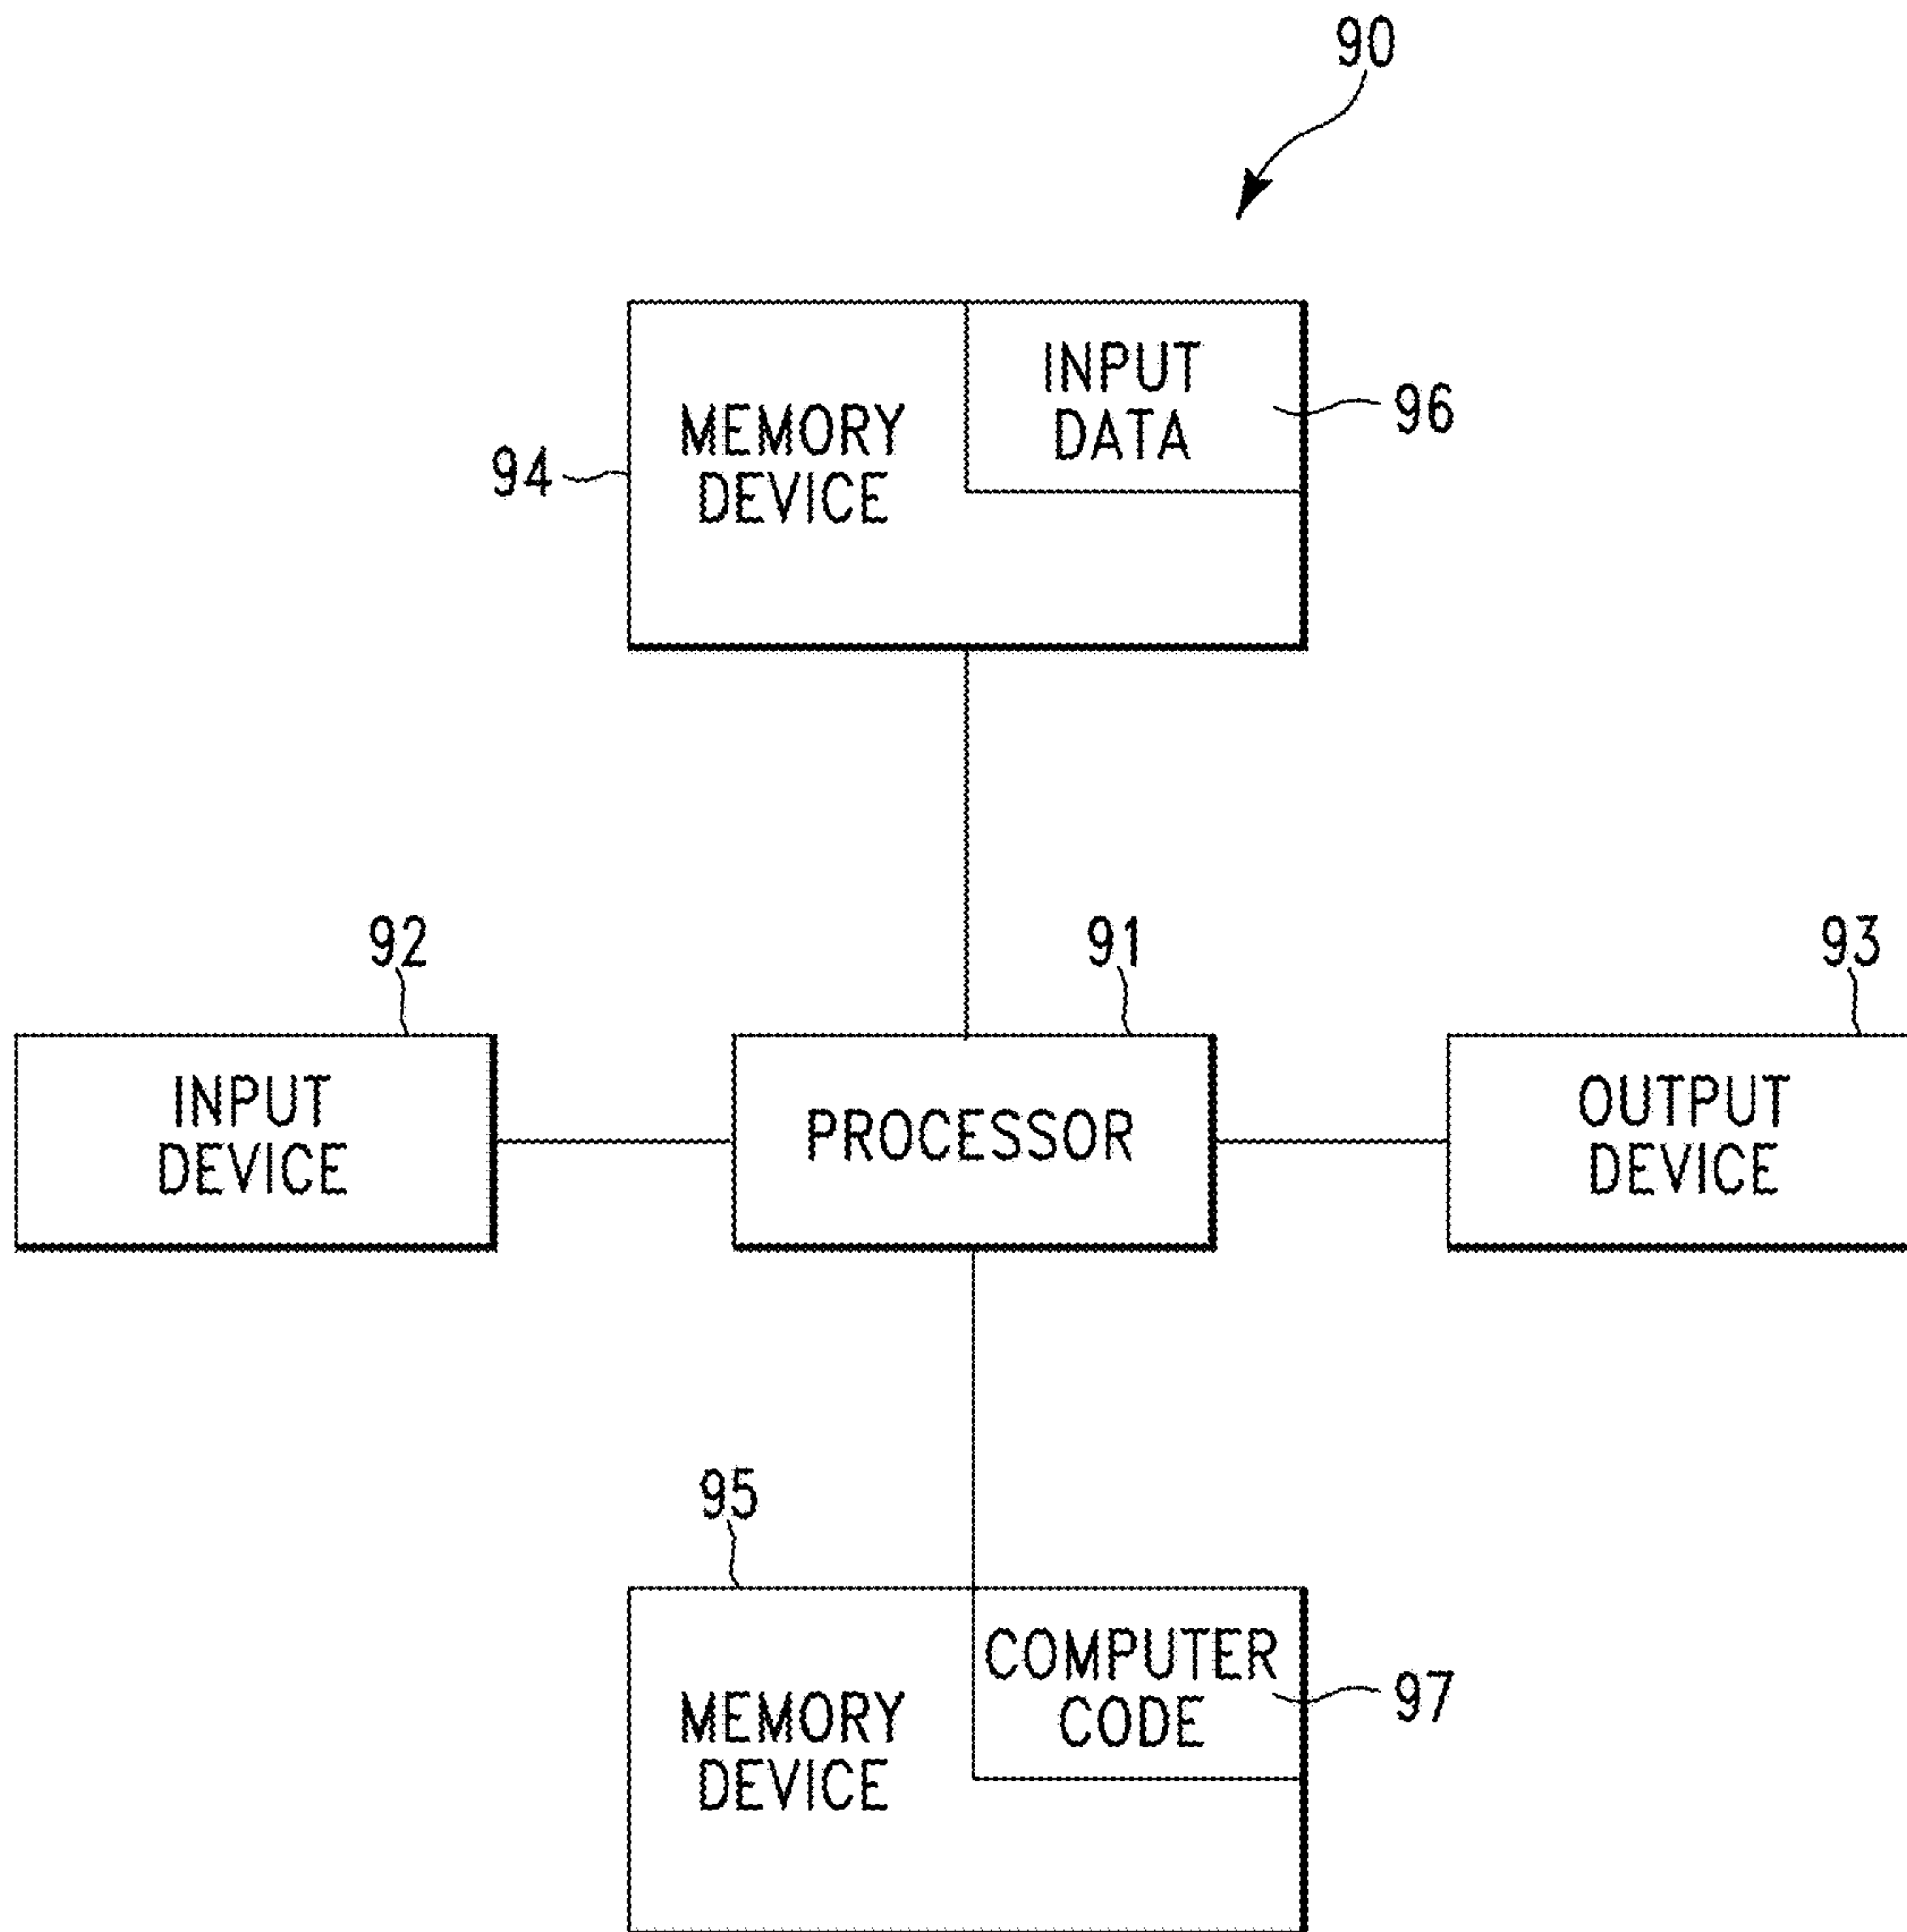 90
INPUT
DATA
96
MEMORY
DEVICE
94
92
91
93
INPUT
DEVICE
PROCESSOR
OUTPUT
DEVICE
95
COMPUTER
CODE
97
MEMORY
DEVICE